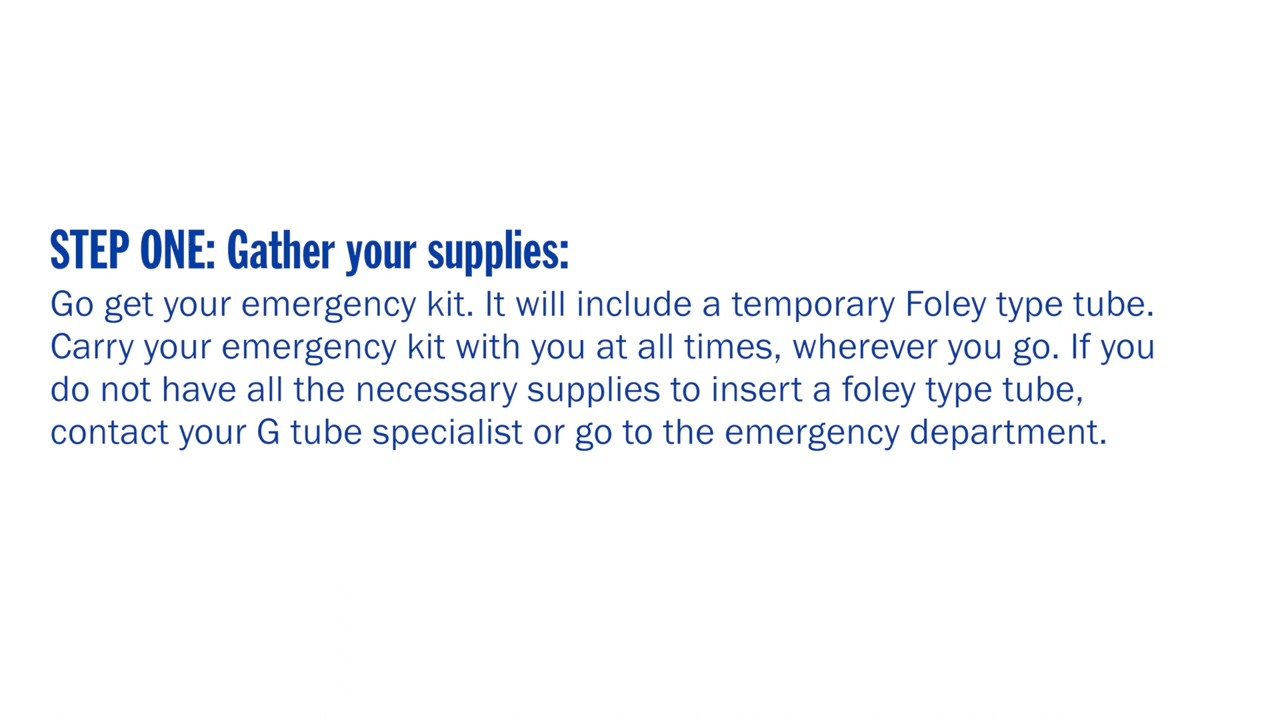 STEP ONE: Gather your supplies:
Go get your emergency kit. It will include a temporary Foley type tube.
Carry your emergency kit with you at all times, wherever you go. If you
do not have all the necessary supplies to insert a foley type tube,
contact your G tube specialist or go to the emergency department.